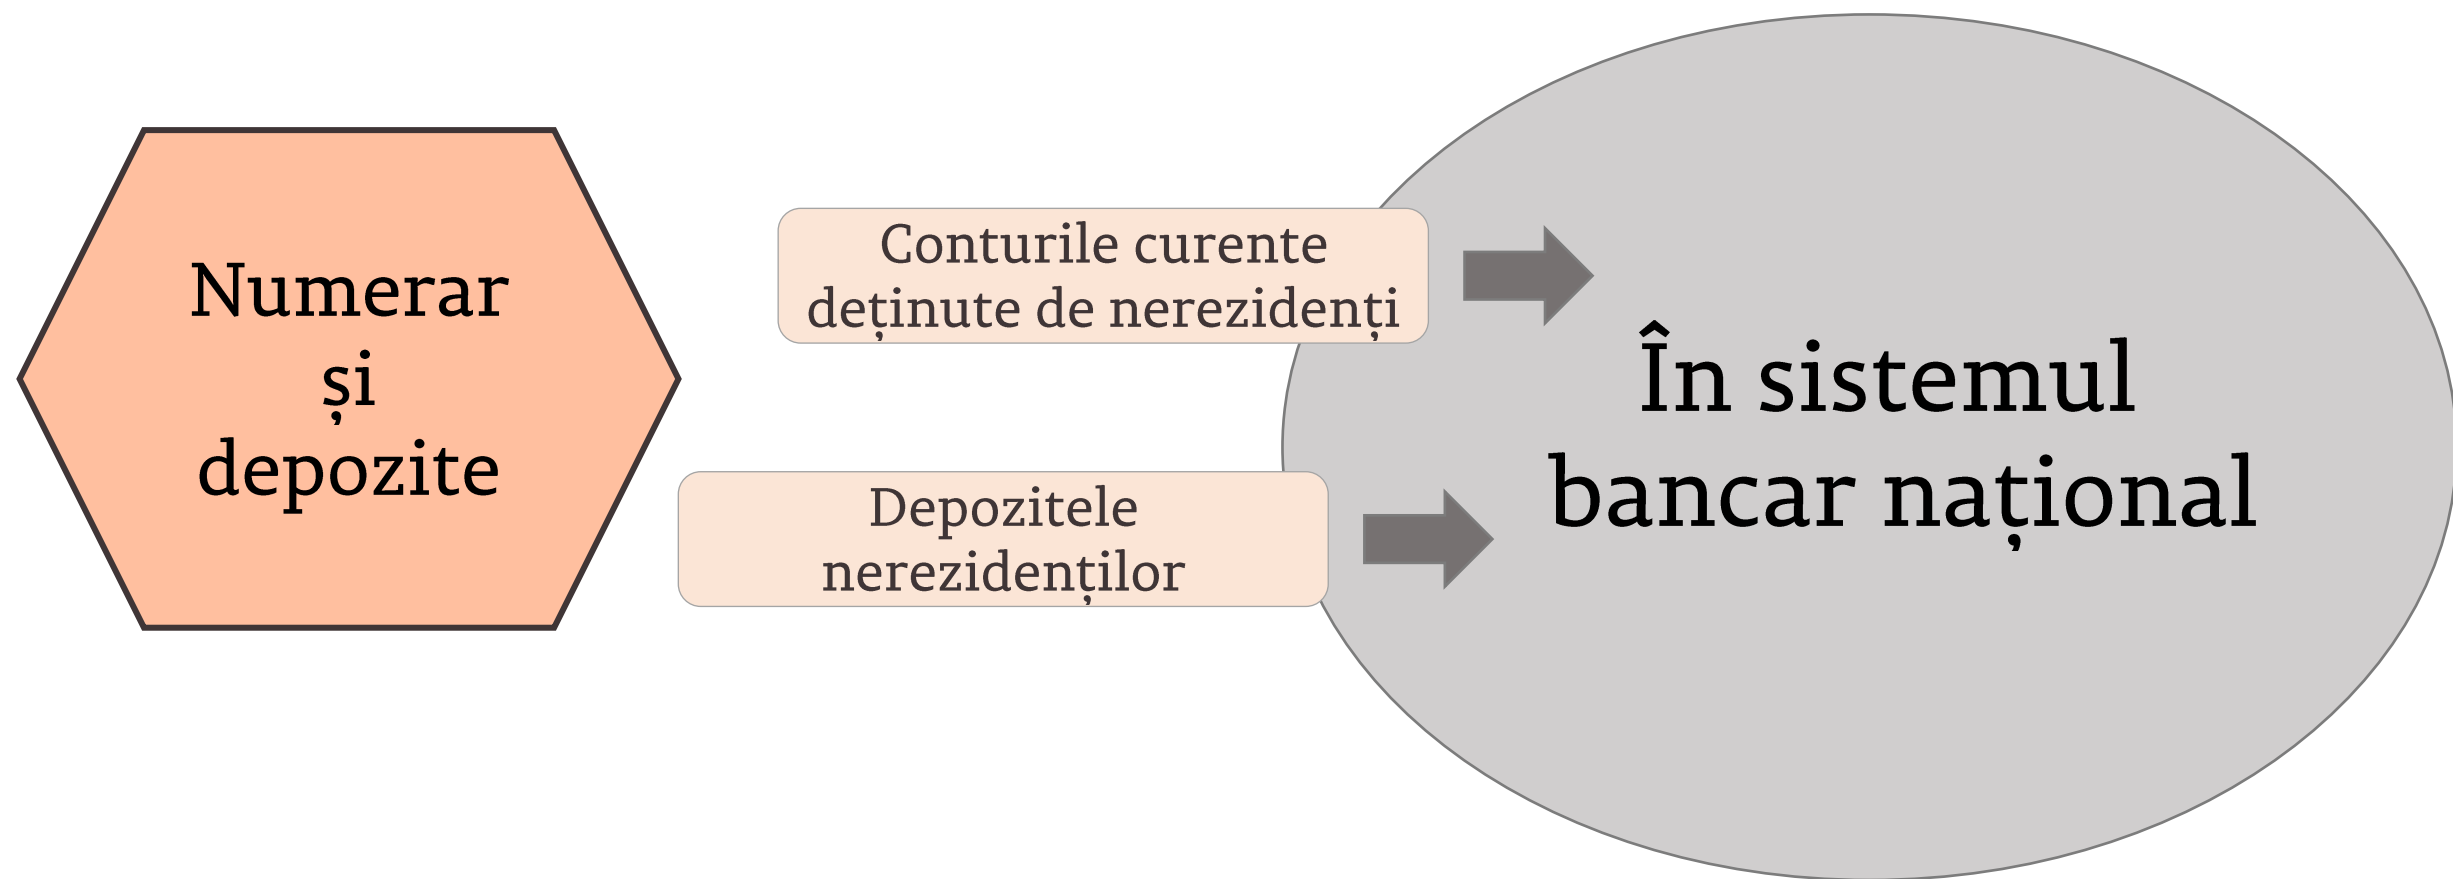 Numerar
și
depozite
Conturile curente
deținute de nerezidenți
Depozitele
nerezidenților
În sistemul
bancar național